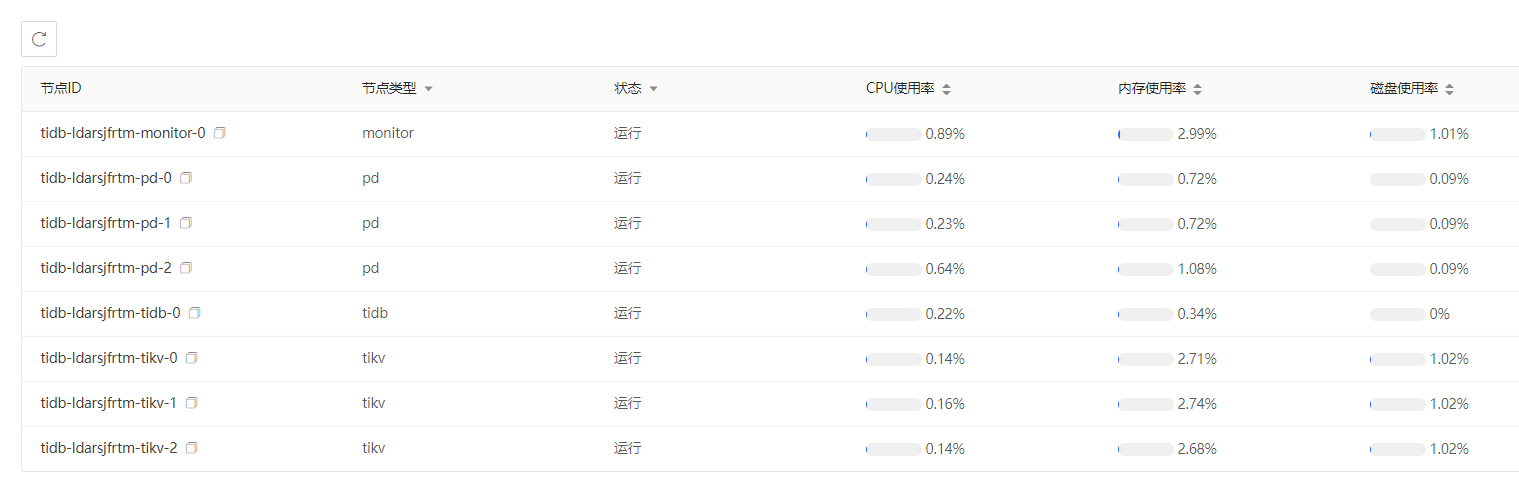 节点ID 节点类型 状态 CPU使用率 内存使用率 磁盘使用率
tidb-ldarsjfrtm-monitor-0 monitor 运行 0.89% 2.99% 1.01%
tidb-ldarsjfrtm-pd-0 pd 运行 0.24% 0.72% 0.09%
tidb-ldarsjfrtm-pd-1 pd 运行 0.23% 0.72% 0.09%
tidb-ldarsjfrtm-pd-2 pd 运行 0.64% 1.08% 0.09%
tidb-ldarsjfrtm-tidb-0 tidb 运行 0.22% 0.34% 0%
tidb-ldarsjfrtm-tikv-0 tikv 运行 0.14% 2.71% 1.02%
tidb-ldarsjfrtm-tikv-1 tikv 运行 0.16% 2.74% 1.02%
tidb-ldarsjfrtm-tikv-2 tikv 运行 0.14% 2.68% 1.02%